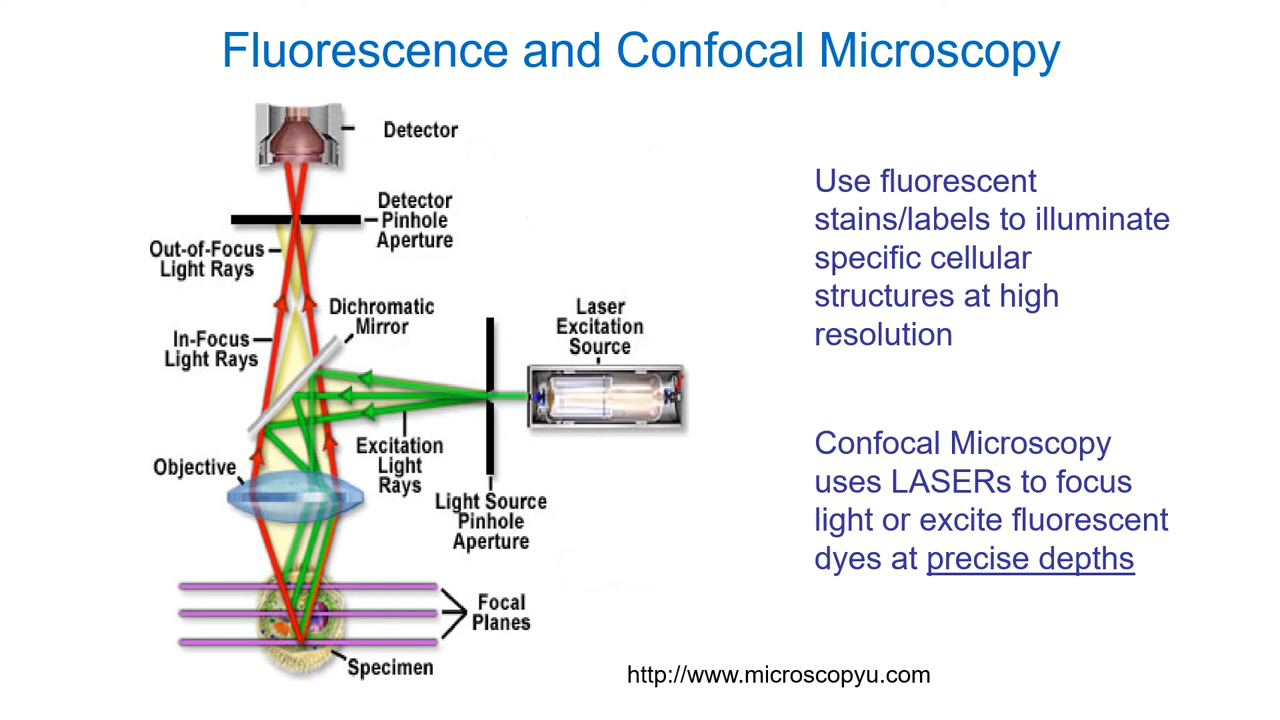 Fluorescence and Confocal Microscopy
Detector
Detector
Pinhole
Aperture
Out-of-Focus
Light Rays
Dichromatic
Mirror
In-Focus
Light Rays
Laser
Excitation
Source
Excitation
Light
Rays
Objective
Light Source
Pinhole
Aperture
Focal
Planes
Specimen
Use fluorescent
stains/labels to illuminate
specific cellular
structures at high
resolution
Confocal Microscopy
uses LASERs to focus
light or excite fluorescent
dyes at precise depths
http://www.microscopyu.com